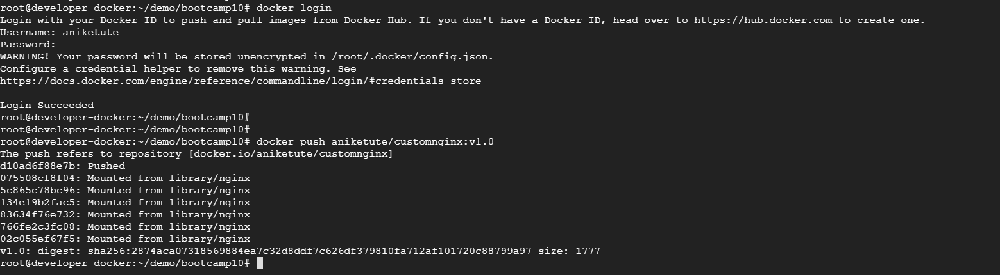 root@developer-docker:~/demo/bootcamp10# docker login
Login with your Docker ID to push and pull images from Docker Hub. If you don't have a Docker ID, head over to https://hub.docker.com to create one.
Username: aniketute
Password:
WARNING! Your password will be stored unencrypted in /root/.docker/config.json.
Configure a credential helper to remove this warning. See
https://docs.docker.com/engine/reference/commandline/login/#credentials-store
Login Succeeded
root@developer-docker:~/demo/bootcamp10#
root@developer-docker:~/demo/bootcamp10#
root@developer-docker:~/demo/bootcamp10# docker push aniketute/customnginx:v1.0
The push refers to repository [docker.io/aniketute/customnginx]
d10ad6f88e7b: Pushed
075508cf8f04: Mounted from library/nginx
5c865c78bc96: Mounted from library/nginx
134e19b2fac5: Mounted from library/nginx
83634f76e732: Mounted from library/nginx
766fe2c3fc08: Mounted from library/nginx
02c055ef67f5: Mounted from library/nginx
v1.0: digest: sha256:2874aca07318569884ea7c32d8ddf7c626df379810fa712af101720c88799a97 size: 1777
root@developer-docker:~/demo/bootcamp10#